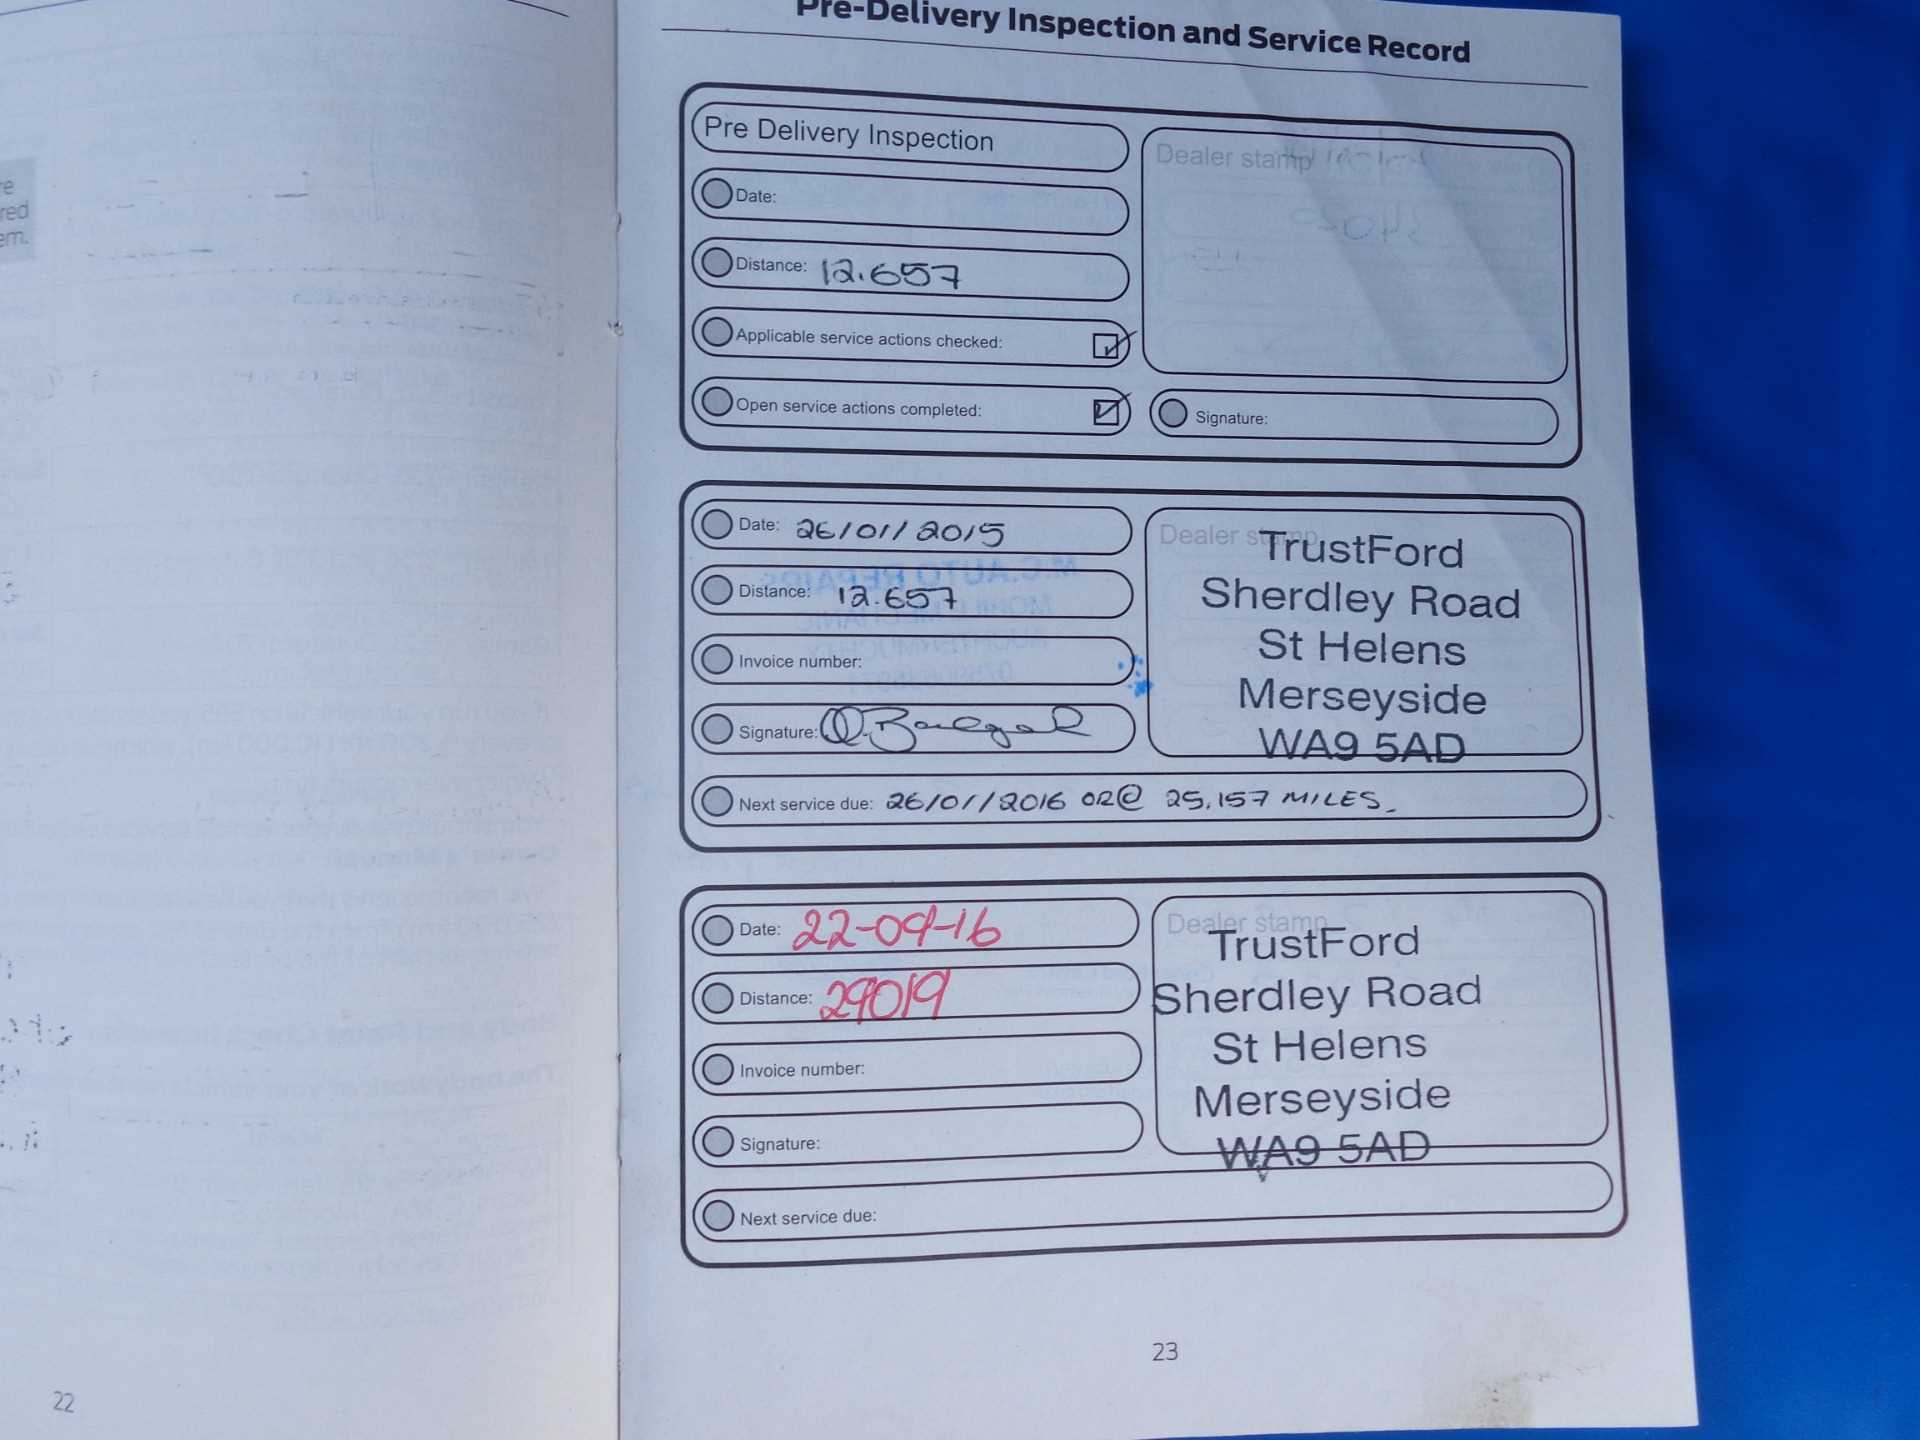 Pre-Delivery Inspection and Service Record
Pre Delivery Inspection
Dealer stamp
Date:
Distance: 12.657
Applicable service actions checked:
Open service actions completed:
Signature:
Date: 26/01/2015
Dealer stamp
Distance: 12.657
Invoice number:
Signature:
TrustFord
Sherdley Road
St Helens
Merseyside
WA9 5AD
Next service due: 26/01/2016 OR@ 25,157 MILES.
Date: 22-04-16
Dealer stamp
Distance: 29019
Invoice number:
Signature:
TrustFord
Sherdley Road
St Helens
Merseyside
WA9 5AD
Next service due:
23
22
re
red
em.